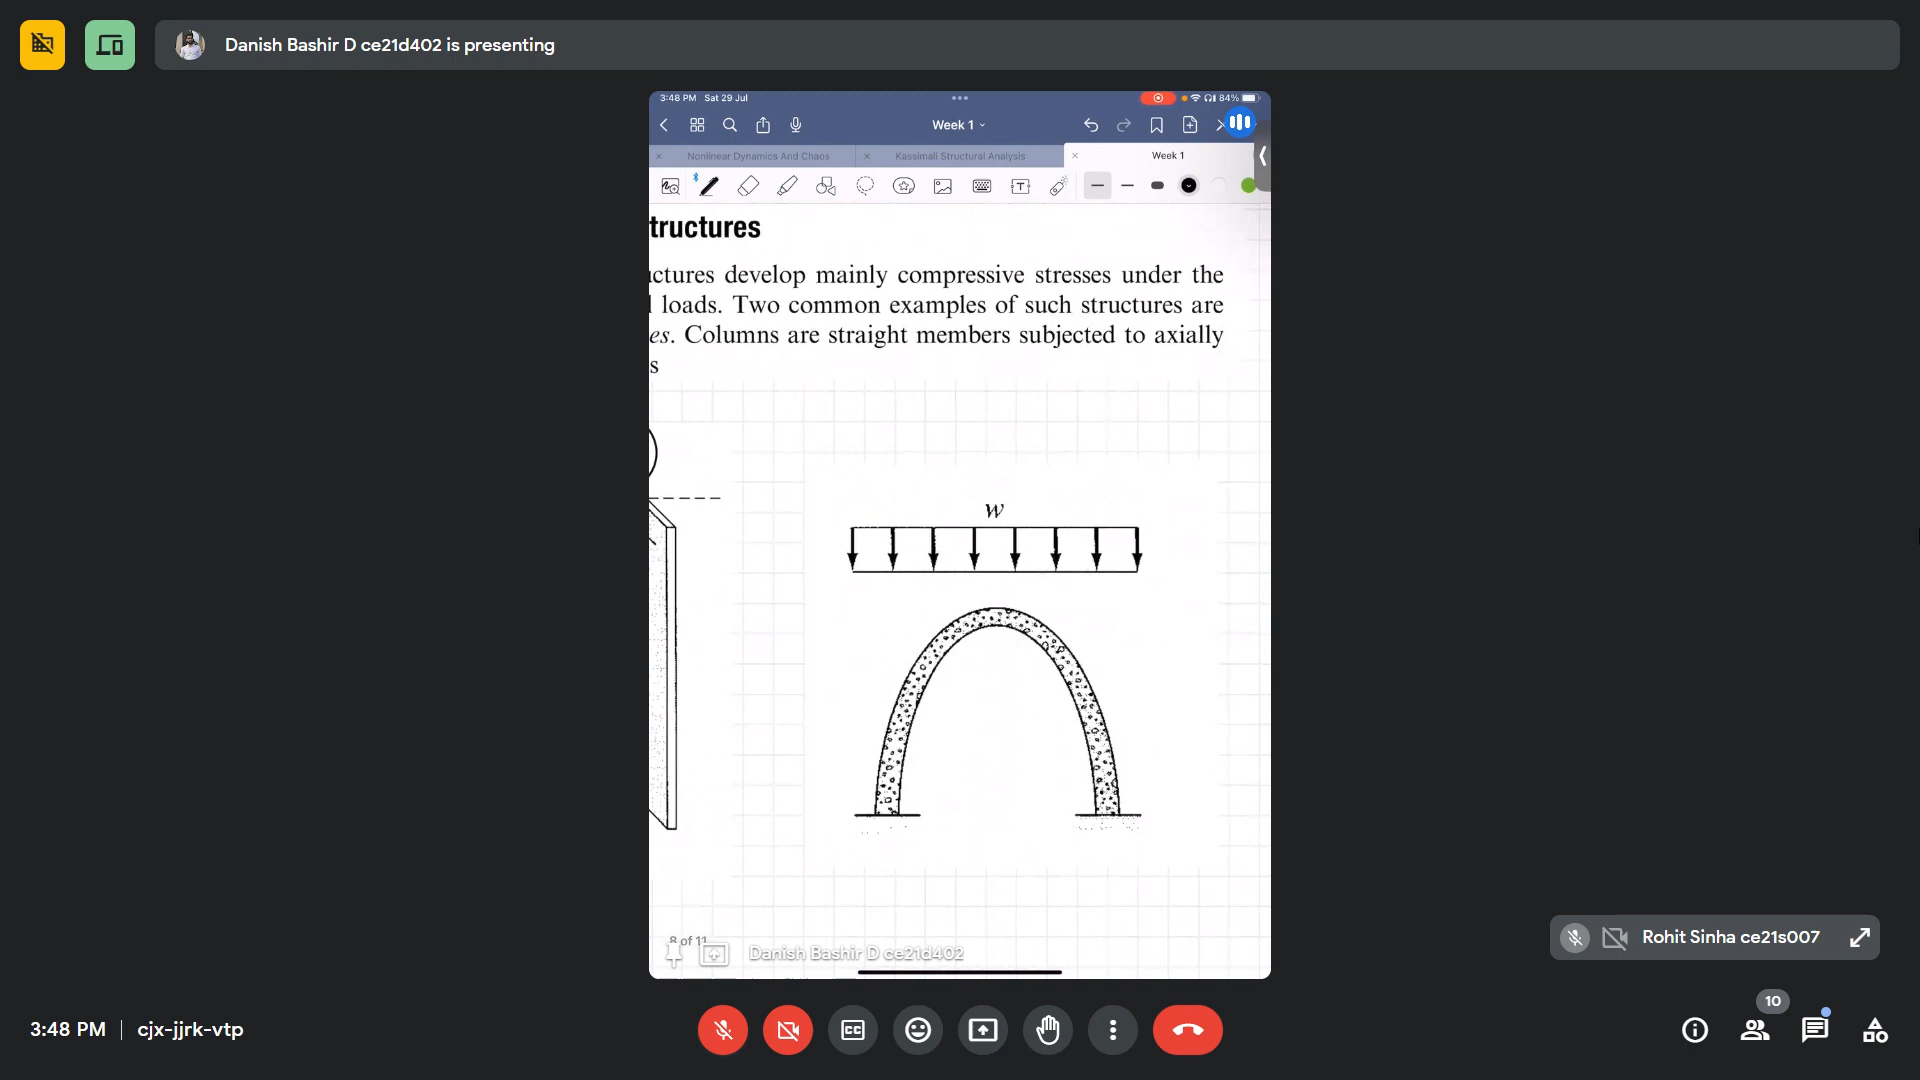 Danish Bashir D ce21d402 is presenting
3:48 PM Sat 29 Jul
84%
Week 1
Nonlinear Dynamics And Chaos
Kassimali Structural Analysis
Week 1
T
tructures
uctures develop mainly compressive stresses under the
l loads. Two common examples of such structures are
es. Columns are straight members subjected to axially
s
w
8 of 11
Danish Bashir D ce21d402
Rohit Sinha ce21s007
3:48 PM
cjx-jjrk-vtp
CC
10